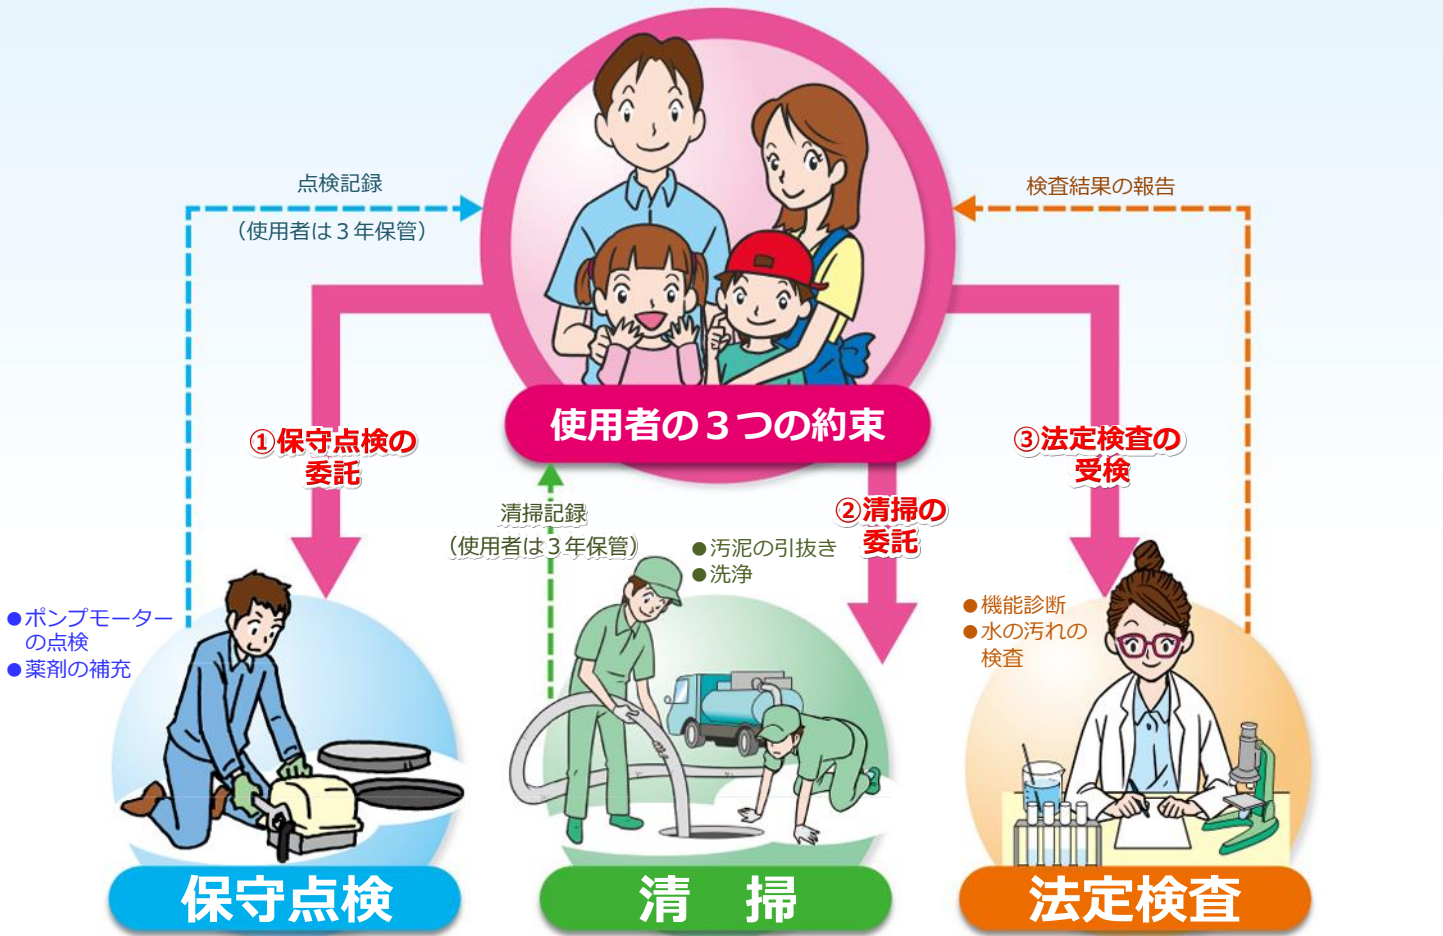 点検記録
（使用者は３年保管）
検査結果の報告
使用者の３つの約束
①保守点検の
委託
③法定検査の
受検
清掃記録
（使用者は３年保管）
②清掃の
委託
●汚泥の引抜き
●洗浄
●ポンプモーター
の点検
●薬剤の補充
●機能診断
●水の汚れの
検査
保守点検
清　掃
法定検査